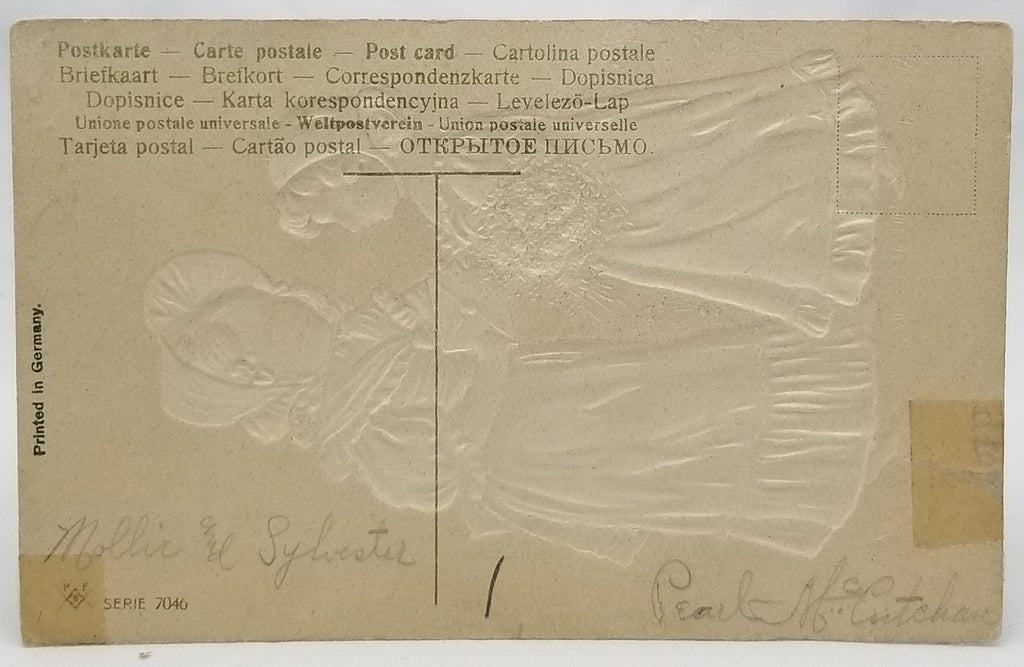 Postkarte — Carte postale — Post card — Cartolina postale
Briefkaart — Brefkort — Correspondenzkarte — Dopisnica
Dopisnice — Karta korespondencyjna — Levelező-Lap
Unione postale universale - Weltpostverein - Union postale universelle
Tarjeta postal — Cartão postal — ОТКРЫТОЕ ПИСЬМО.
Printed in Germany.
Mollie Sylvester
Pearl McCutchan
SERIE 7046